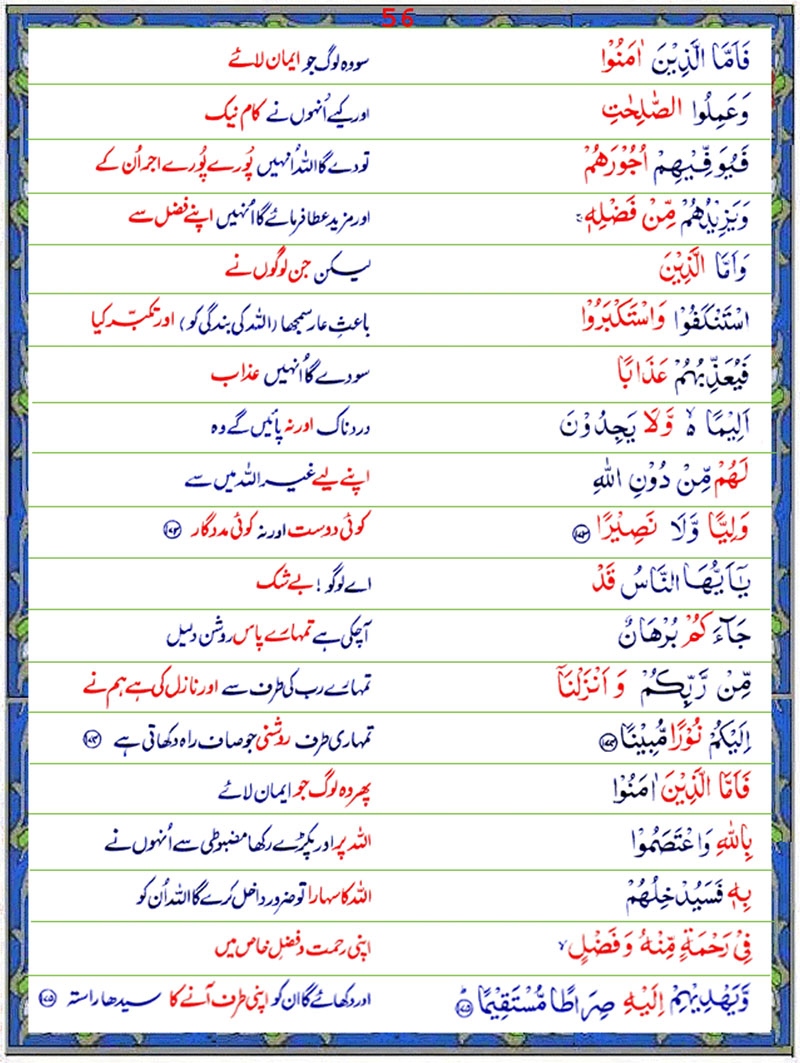 56
فَاَمَّا الَّذِيْنَ اٰمَنُوْا سو وہ لوگ جو ایمان لائے
وَعَمِلُوا الصّٰلِحٰتِ اور کیے اُنہوں نے کام نیک
فَيُوَفِّيْهِمْ اُجُوْرَهُمْ تو دے گا اللہ اُنہیں پُورے پُورے اجر اُن کے
وَيَزِيْدُهُمْ مِّنْ فَضْلِهٖ ۚ اور مزید عطا فرمائے گا اُنہیں اپنے فضل سے
وَاَمَّا الَّذِيْنَ لیکن جن لوگوں نے
اسْتَنْكَفُوْا وَاسْتَكْبَرُوْا باعثِ عار سمجھا (اللہ کی بندگی کو) اور تکبّر کیا
فَيُعَذِّبُهُمْ عَذَابًا سو دے گا اُنہیں عذاب
اَلِيْمًا ۙ وَّلَا يَجِدُوْنَ دردناک اور نہ پائیں گے وہ
لَهُمْ مِّنْ دُوْنِ اللّٰهِ اپنے لیے غیر اللہ میں سے
وَلِيًّا وَّلَا نَصِيْرًا ۝۱۷۳ کوئی دوست اور نہ کوئی مددگار ۝۱۷۳
يٰۤاَيُّهَا النَّاسُ قَدْ اے لوگو! بے شک
جَآءَكُمْ بُرْهَانٌ آچکی ہے تمہارے پاس روشن دلیل
مِّنْ رَّبِّكُمْ وَاَنْزَلْنَاۤ تمہارے رب کی طرف سے اور نازل کی ہے ہم نے
اِلَيْكُمْ نُوْرًا مُّبِيْنًا ۝۱۷۴ تمہاری طرف روشنی جو صاف راہ دکھاتی ہے ۝۱۷۴
فَاَمَّا الَّذِيْنَ اٰمَنُوْا پھر وہ لوگ جو ایمان لائے
بِاللّٰهِ وَاعْتَصَمُوْا اللہ پر اور پکڑے رکھا مضبوطی سے اُنہوں نے
بِهٖ فَسَيُدْخِلُهُمْ اللہ کا سہارا تو ضرور داخل کرے گا اللہ اُن کو
فِيْ رَحْمَةٍ مِّنْهُ وَفَضْلٍ ۙ اپنی رحمت و فضلِ خاص میں
وَّيَهْدِيْهِمْ اِلَيْهِ صِرَاطًا مُّسْتَقِيْمًا ۝۱۷۵ اور دکھائے گا ان کو اپنی طرف آنے کا سیدھا راستہ ۝۱۷۵